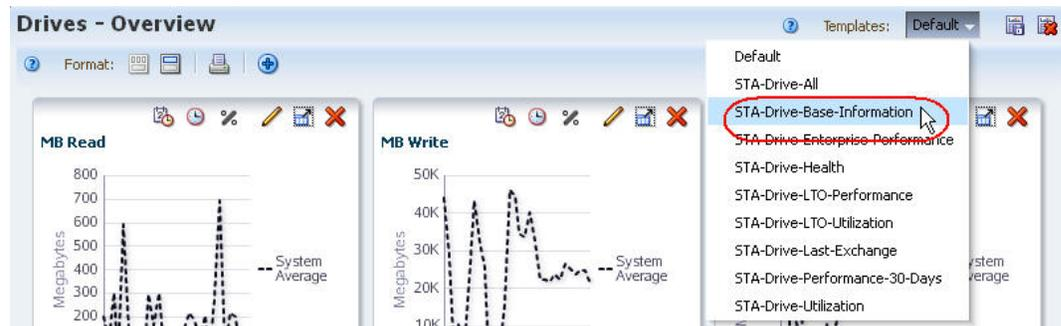 Drives - Overview
Templates: Default
Format:
Default
STA-Drive-All
STA-Drive-Base-Information
STA-Drive-Enterprise-Performance
STA-Drive-Health
STA-Drive-LTO-Performance
STA-Drive-LTO-Utilization
STA-Drive-Last-Exchange
STA-Drive-Performance-30-Days
STA-Drive-Utilization
MB Read
800
700
600
500
400
300
200
Megabytes
System
Average
MB Write
50K
40K
30K
20K
10K
Megabytes
System
Average